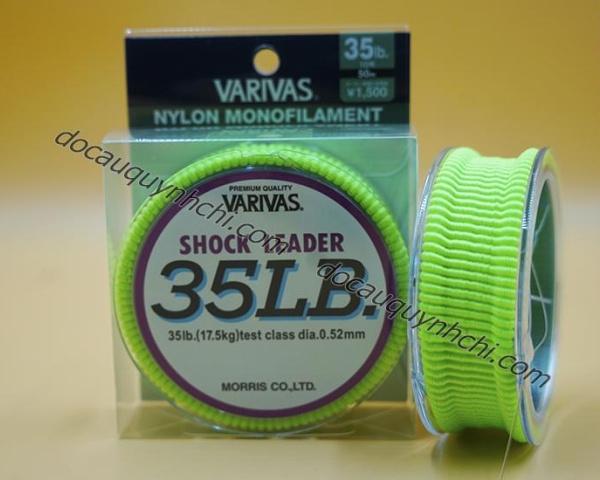 35lb.
50m
¥1,500
VARIVAS®
NYLON MONOFILAMENT
PREMIUM QUALITY
VARIVAS®
SHOCK LEADER
35LB.
35lb.(17.5kg)test class dia.0.52mm
MORRIS CO.,LTD.
docauquynhchi.com
docauquynhchi.com